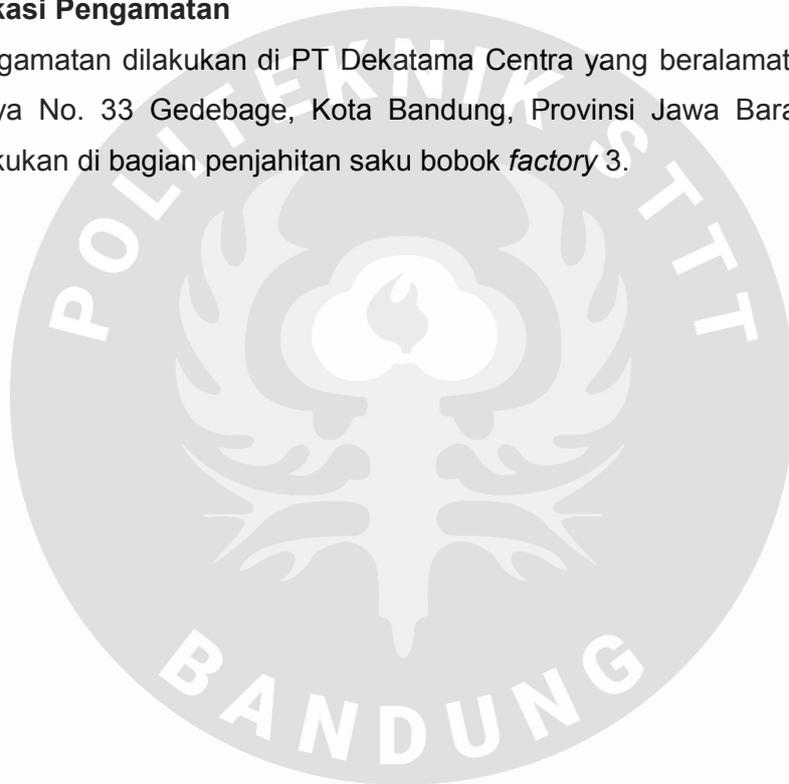 kasi Pengamatan
gamatan dilakukan di PT Dekatama Centra yang beralamat
ya No. 33 Gedebage, Kota Bandung, Provinsi Jawa Bara
kukan di bagian penjahitan saku bobok factory 3.
POLITEKNIK STTT
BANDUNG